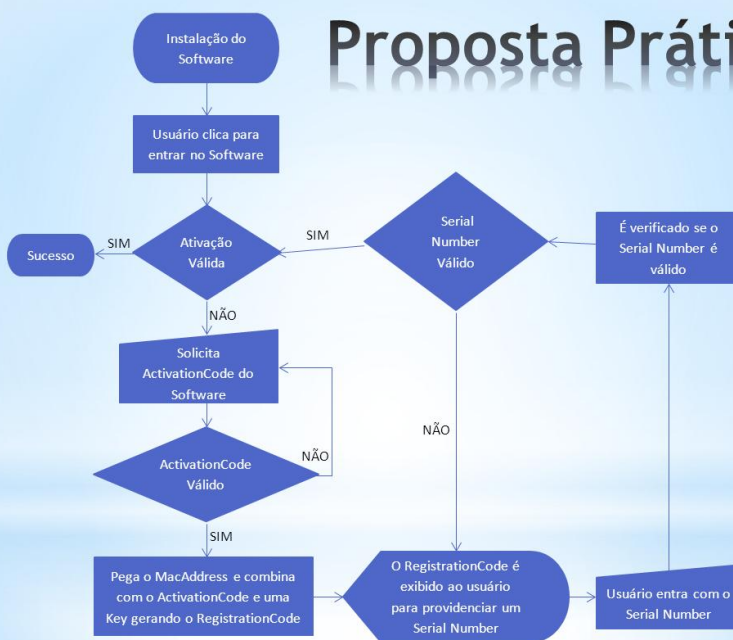 Proposta Práti
Instalação do
Software
Usuário clica para
entrar no Software
Ativação
Válida
SIM
Sucesso
NÃO
Solicita
ActivationCode do
Software
ActivationCode
Válido
NÃO
SIM
Pega o MacAddress e combina
com o ActivationCode e uma
Key gerando o RegistrationCode
O RegistrationCode é
exibido ao usuário
para providenciar um
Serial Number
Usuário entra com o
Serial Number
É verificado se o
Serial Number é
válido
Serial
Number
Válido
SIM
NÃO